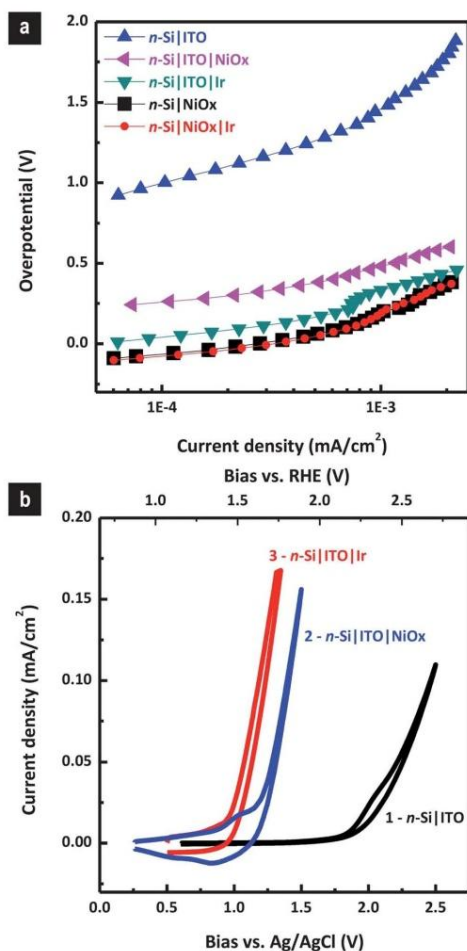 a
n-Si|ITO
n-Si|ITO|NiOx
n-Si|ITO|Ir
n-Si|NiOx
n-Si|NiOx|Ir
Overpotential (V)
2.0
1.5
1.0
0.5
0.0
1E-4
1E-3
Current density (mA/cm²)
b
Bias vs. RHE (V)
1.0
1.5
2.0
2.5
3 - n-Si|ITO|Ir
2 - n-Si|ITO|NiOx
1 - n-Si|ITO
Current density (mA/cm²)
0.20
0.15
0.10
0.05
0.00
0.0
0.5
1.0
1.5
2.0
2.5
Bias vs. Ag/AgCl (V)